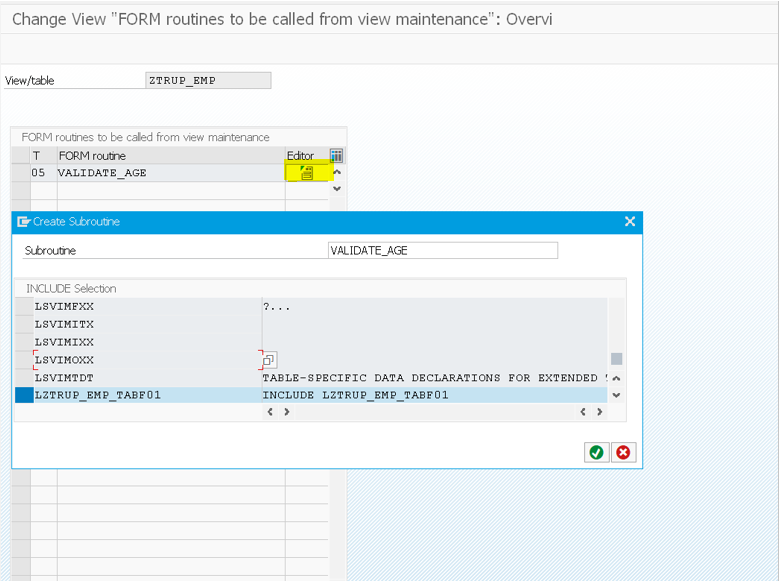 Change View "FORM routines to be called from view maintenance": Overvi
View/table ZTRUP_EMP
FORM routines to be called from view maintenance
T FORM routine Editor
05 VALIDATE_AGE
Create Subroutine
Subroutine VALIDATE_AGE
INCLUDE Selection
LSVIMFXX ?...
LSVIMITX
LSVIMIXX
LSVIMOXX
LSVIMTDT TABLE-SPECIFIC DATA DECLARATIONS FOR EXTENDED
LZTRUP_EMP_TABF01 INCLUDE LZTRUP_EMP_TABF01